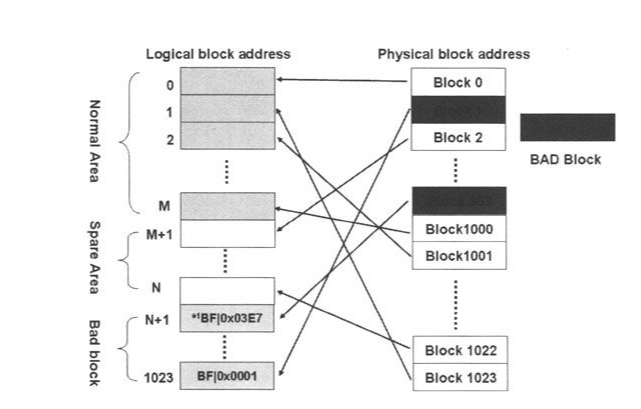 Logical block address
Physical block address
Normal Area
Spare Area
Bad block
0
1
2
M
M+1
N
N+1
1023
*1BF|0x03E7
BF|0x0001
Block 0
Block 2
Block1000
Block1001
Block 1022
Block 1023
BAD Block